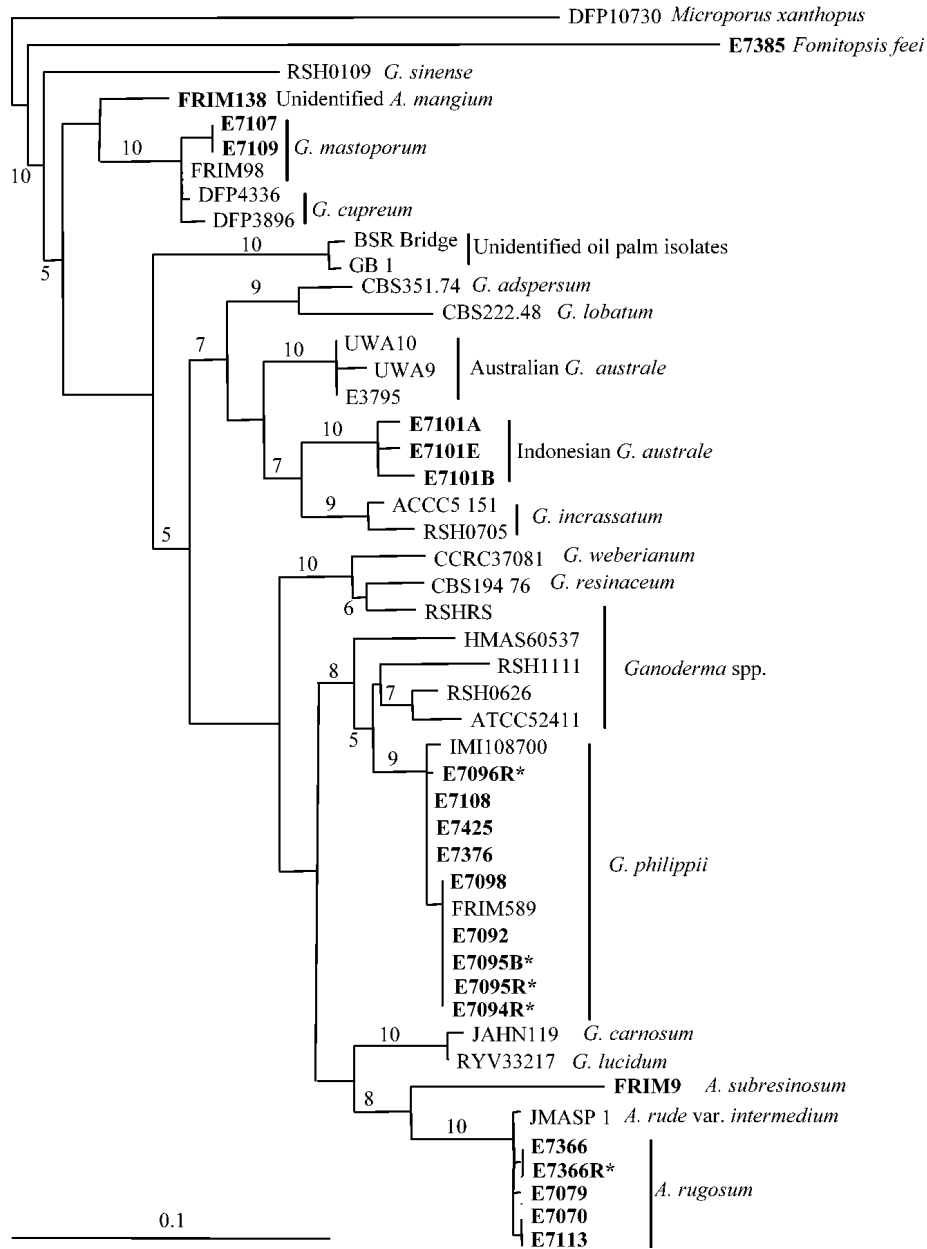 DFP10730 Microporus xanthopus
E7385 Fomitopsis feei
RSH0109 G. sinense
FRIM138 Unidentified A. mangium
E7107
10
E7109
G. mastoporum
FRIM98
10
DFP4336
G. cupreum
DFP3896
BSR Bridge
10
Unidentified oil palm isolates
5
GB 1
CBS351.74 G. adspersum
9
CBS222.48 G. lobatum
7
UWA10
10
UWA9
Australian G. australe
E3795
E7101A
10
E7101E
Indonesian G. australe
7
E7101B
9
ACCC5 151
G. incrassatum
RSH0705
5
CCRC37081 G. weberianum
10
CBS194 76 G. resinaceum
6
RSHRS
HMAS60537
8
RSH1111
Ganoderma spp.
7
RSH0626
ATCC52411
5
IMI108700
9
E7096R*
E7108
E7425
E7376
G. philippii
E7098
FRIM589
E7092
E7095B*
E7095R*
E7094R*
10
JAHN119 G. carnosum
RYV33217 G. lucidum
FRIM9 A. subresinosum
8
JMASP 1 A. rude var. intermedium
10
E7366
E7366R*
E7079
A. rugosum
E7070
E7113
0.1